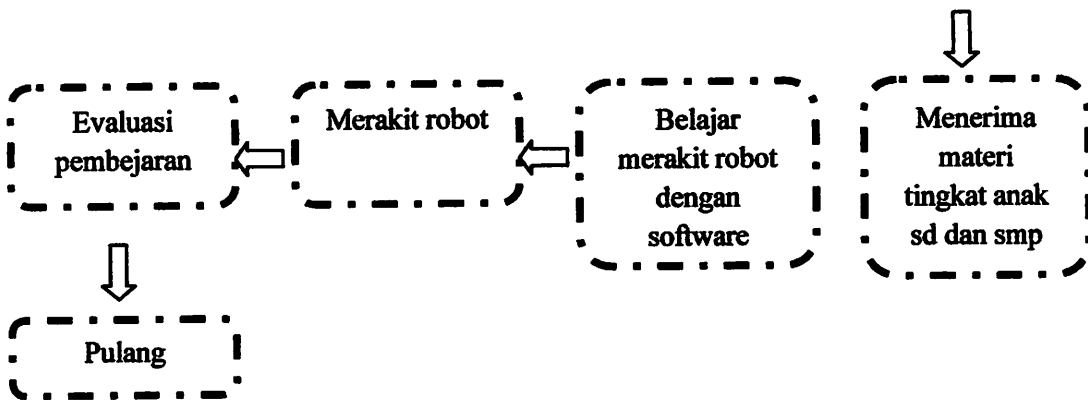 Evaluasi
pembejaran
Merakit robot
Belajar
merakit robot
dengan
software
Menerima
materi
tingkat anak
sd dan smp
Pulang